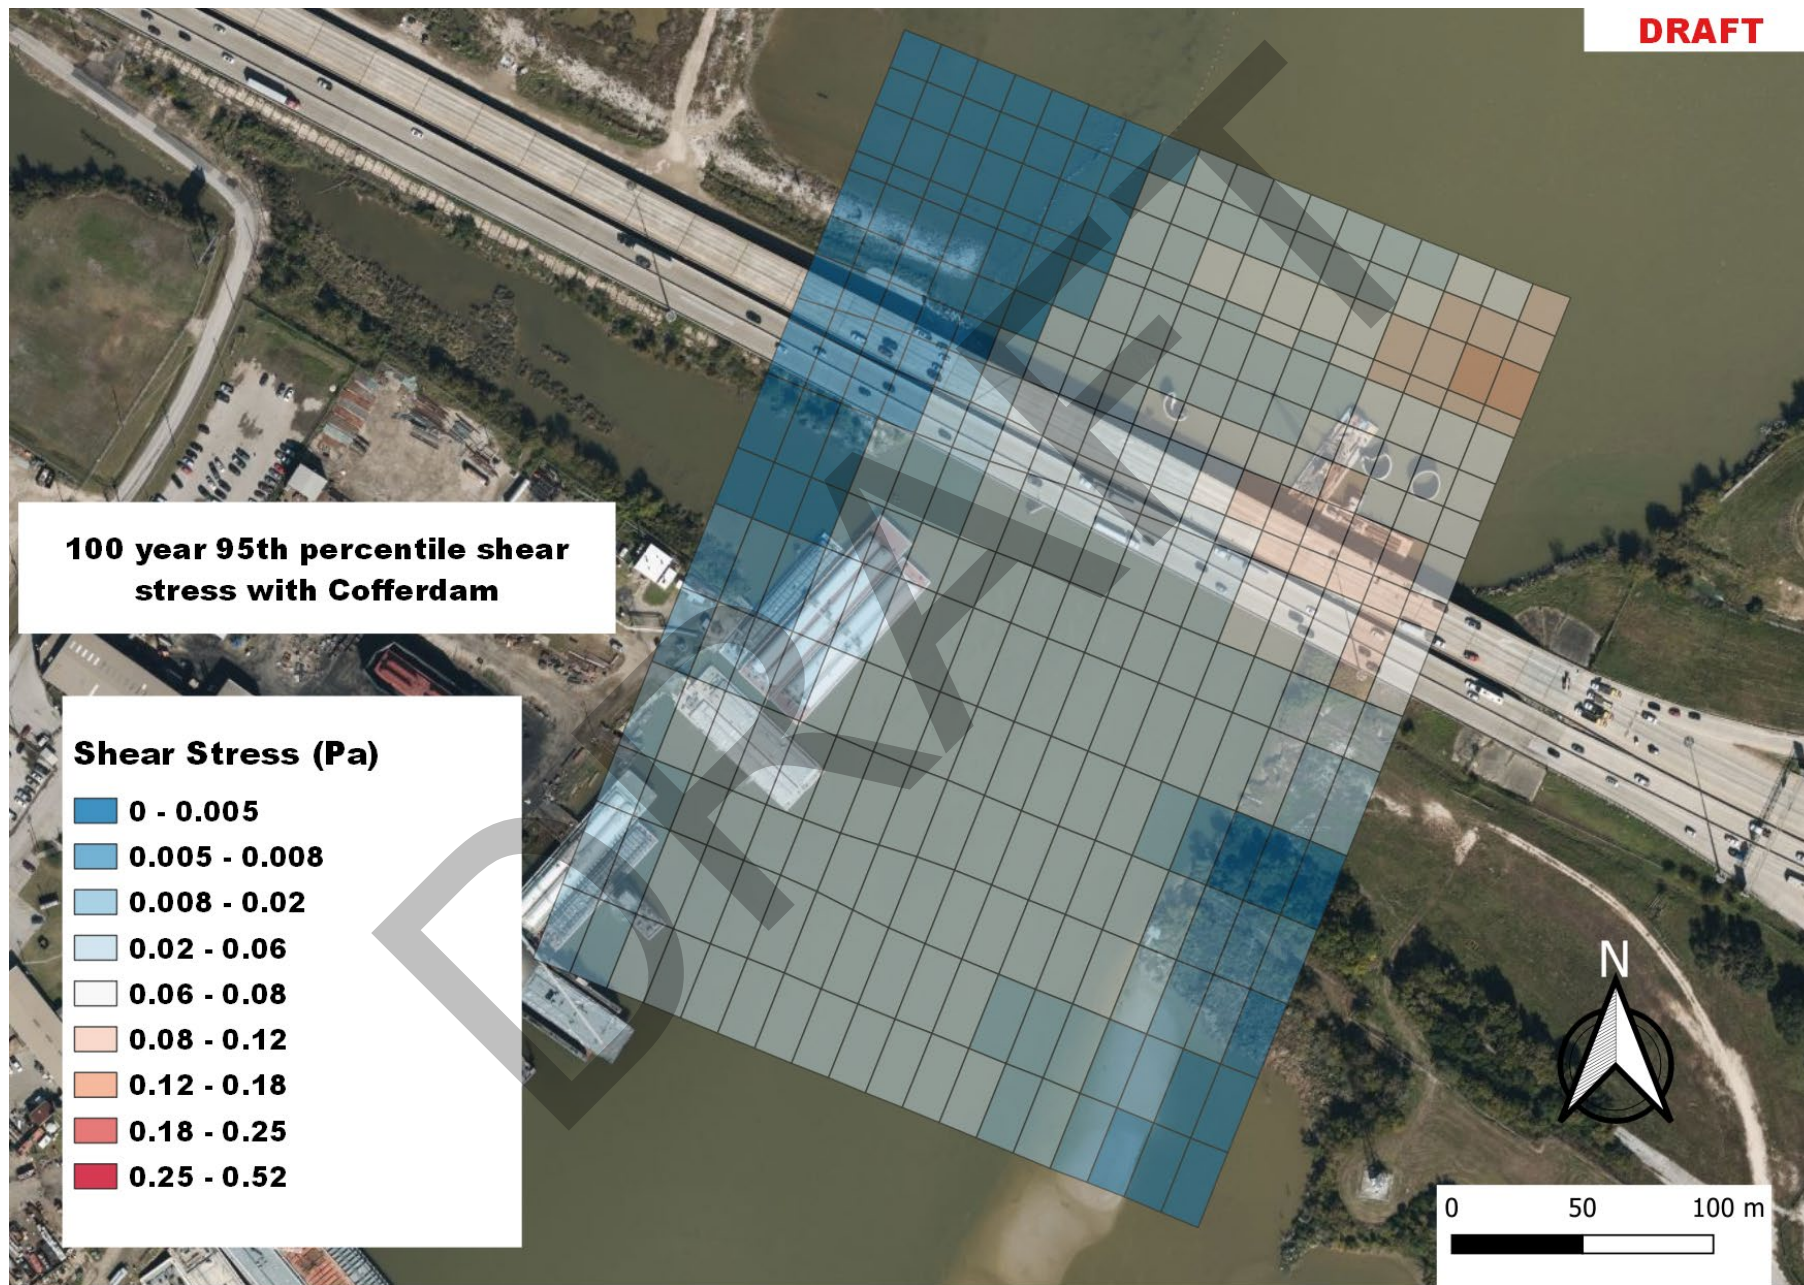 DRAFT
DRAFT
100 year 95th percentile shear
stress with Cofferdam
Shear Stress (Pa)
0 - 0.005
0.005 - 0.008
0.008 - 0.02
0.02 - 0.06
0.06 - 0.08
0.08 - 0.12
0.12 - 0.18
0.18 - 0.25
0.25 - 0.52
N
0 50 100 m